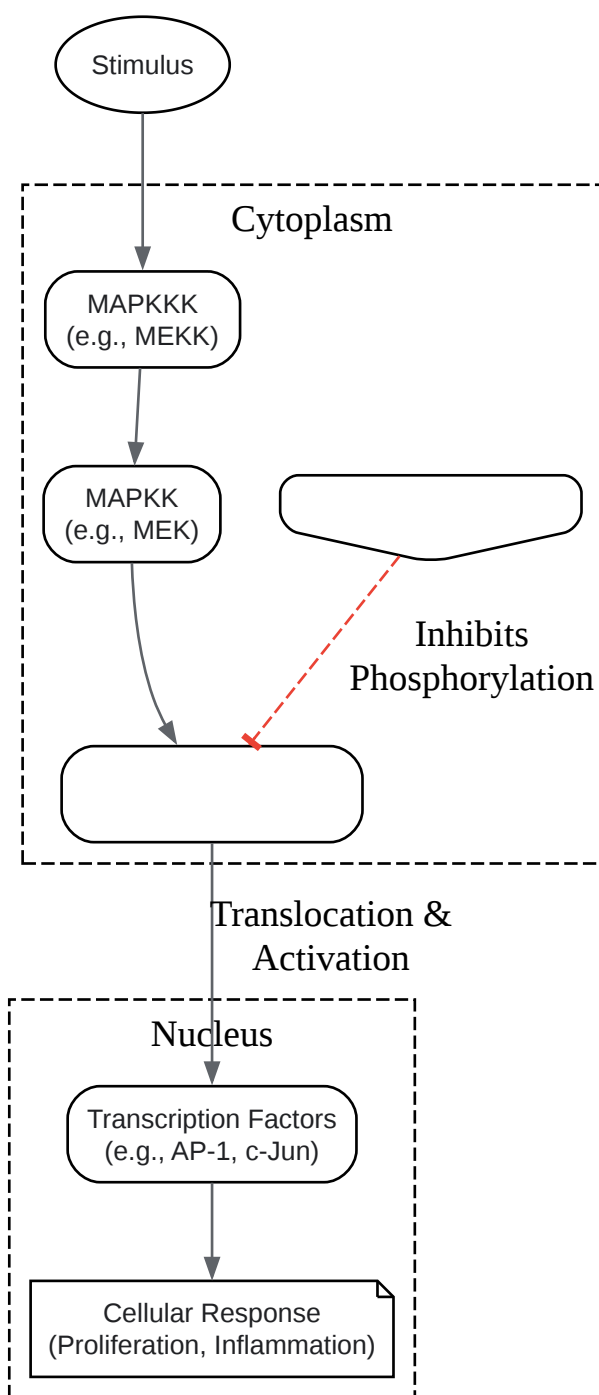 Stimulus
Cytoplasm
MAPKKK
(e.g., MEKK)
MAPKK
(e.g., MEK)
Inhibits
Phosphorylation
Translocation &
Activation
Nucleus
Transcription Factors
(e.g., AP-1, c-Jun)
Cellular Response
(Proliferation, Inflammation)